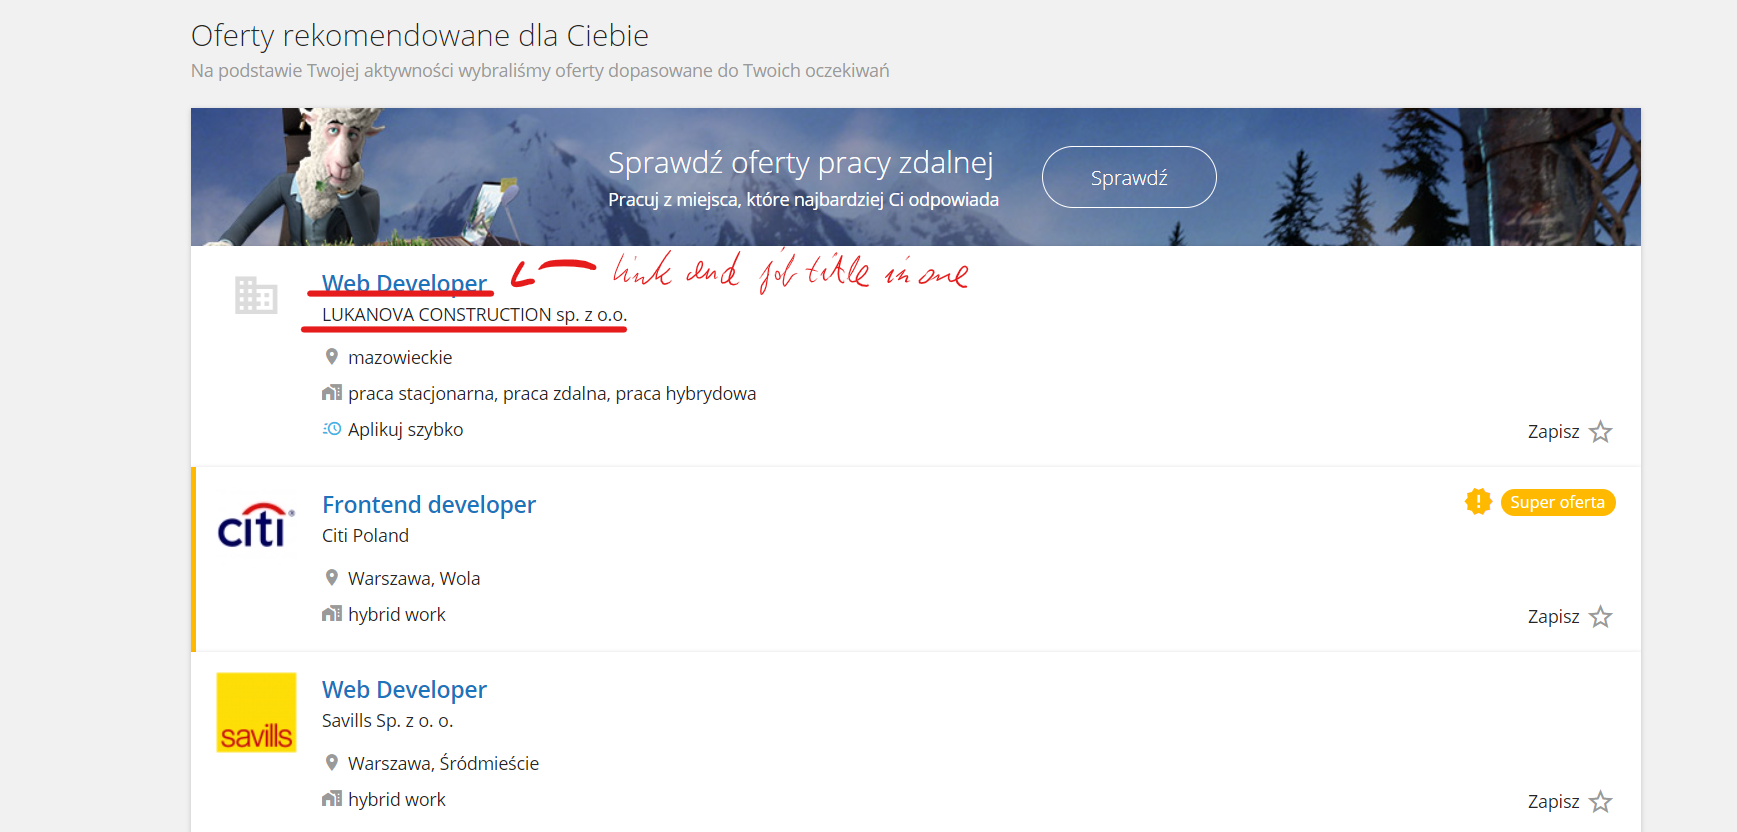 Oferty rekomendowane dla Ciebie
Na podstawie Twojej aktywności wybraliśmy oferty dopasowane do Twoich oczekiwań
Sprawdź oferty pracy zdalnej
Pracuj z miejsca, które najbardziej Ci odpowiada
Sprawdź
Web Developer
link and job title in one
LUKANOVA CONSTRUCTION sp. z o.o.
mazowieckie
praca stacjonarna, praca zdalna, praca hybrydowa
Aplikuj szybko
Zapisz
citi
Frontend developer
Super oferta
Citi Poland
Warszawa, Wola
hybrid work
Zapisz
savills
Web Developer
Savills Sp. z o. o.
Warszawa, Śródmieście
hybrid work
Zapisz